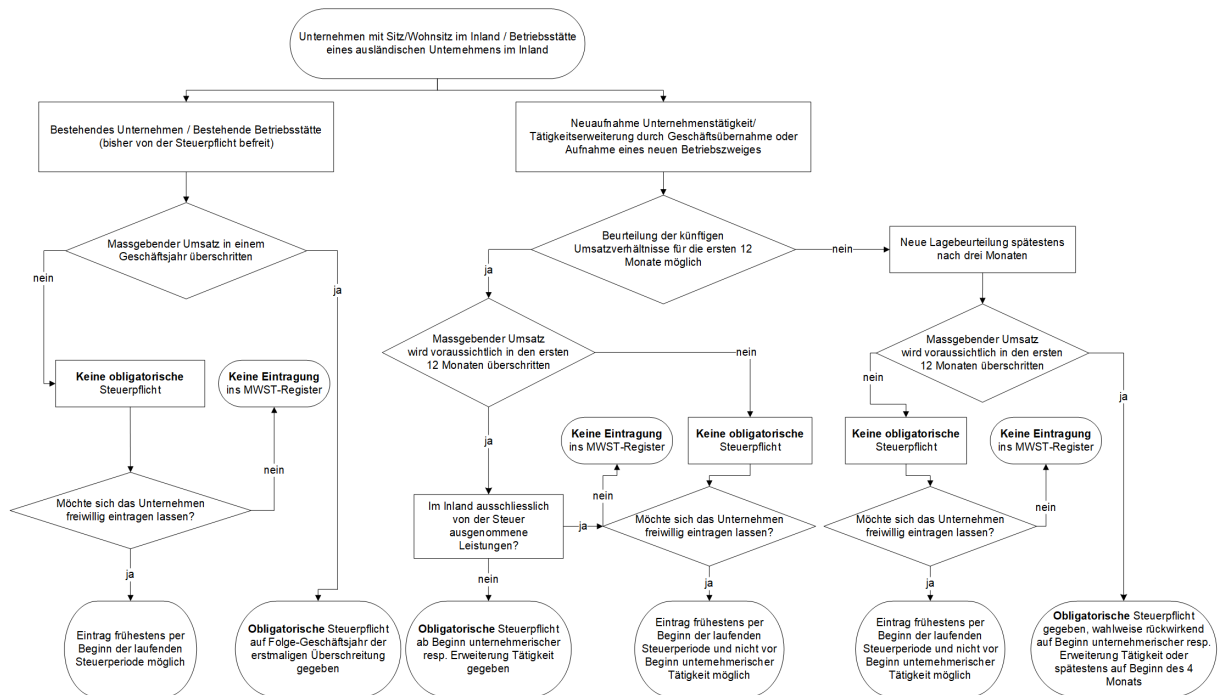 Unternehmen mit Sitz/Wohnsitz im Inland / Betriebsstätte
eines ausländischen Unternehmens im Inland
Bestehendes Unternehmen / Bestehende Betriebsstätte
(bisher von der Steuerpflicht befreit)
Neuaufnahme Unternehmenstätigkeit/
Tätigkeitserweiterung durch Geschäftsübernahme oder
Aufnahme eines neuen Betriebszweiges
Massgebender Umsatz in einem
Geschäftsjahr überschritten
nein
ja
Beurteilung der künftigen
Umsatzverhältnisse für die ersten 12
Monate möglich
ja
nein
Neue Lagebeurteilung spätestens
nach drei Monaten
Massgebender Umsatz
wird voraussichtlich in den ersten
12 Monaten überschritten
nein
ja
Massgebender Umsatz
wird voraussichtlich in den ersten
12 Monaten überschritten
nein
ja
Keine obligatorische
Steuerpflicht
Keine Eintragung
ins MWST-Register
Keine Eintragung
ins MWST-Register
Keine obligatorische
Steuerpflicht
Keine obligatorische
Steuerpflicht
Keine Eintragung
ins MWST-Register
Möchte sich das Unternehmen
freiwillig eintragen lassen?
nein
ja
Im Inland ausschliesslich
von der Steuer
ausgenommene
Leistungen?
ja
nein
Möchte sich das Unternehmen
freiwillig eintragen lassen?
nein
ja
Möchte sich das Unternehmen
freiwillig eintragen lassen?
nein
ja
Eintrag frühestens per
Beginn der laufenden
Steuerperiode möglich
Obligatorische Steuerpflicht
auf Folge-Geschäftsjahr der
erstmaligen Überschreitung
gegeben
Obligatorische Steuerpflicht
ab Beginn unternehmerischer
resp. Erweiterung Tätigkeit
gegeben
Eintrag frühestens per
Beginn der laufenden
Steuerperiode und nicht vor
Beginn unternehmerischer
Tätigkeit möglich
Eintrag frühestens per
Beginn der laufenden
Steuerperiode und nicht vor
Beginn unternehmerischer
Tätigkeit möglich
Obligatorische Steuerpflicht
gegeben, wahlweise rückwirkend
auf Beginn unternehmerischer resp.
Erweiterung Tätigkeit oder
spätestens auf Beginn des 4
Monats